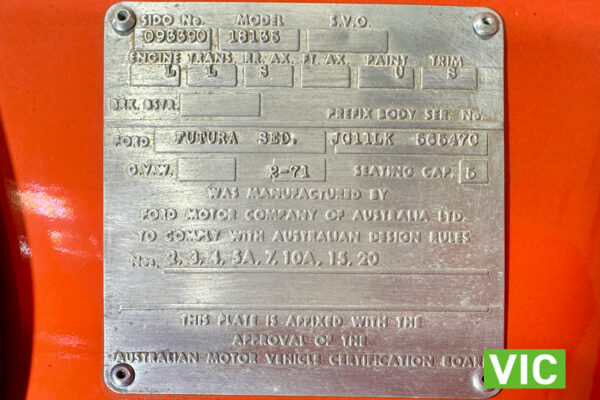 SIDO No. MODEL S.V.O.
093390 18135
ENGINE TRANS. RR. AX. FT. AX. PAINT TRIM
L L S U S
BRK. BSTR. PREFIX BODY SER. No.
FORD FUTURA SED. JG11LK 56547C
G.V.W. 2-71 SEATING CAP. 5
WAS MANUFACTURED BY
FORD MOTOR COMPANY OF AUSTRALIA LTD.
TO COMPLY WITH AUSTRALIAN DESIGN RULES
Nos. 2, 3, 4, 5A, 7, 10A, 15, 20
THIS PLATE IS AFFIXED WITH THE
APPROVAL OF THE
AUSTRALIAN MOTOR VEHICLE CERTIFICATION BOARD
VIC